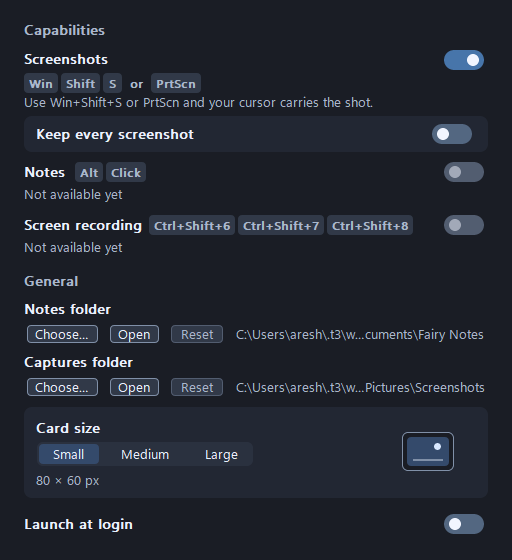 Capabilities
Screenshots
Win Shift S or PrtScn
Use Win+Shift+S or PrtScn and your cursor carries the shot.
Keep every screenshot
Notes Alt Click
Not available yet
Screen recording Ctrl+Shift+6 Ctrl+Shift+7 Ctrl+Shift+8
Not available yet
General
Notes folder
Choose... Open Reset C:\Users\aresh\.t3\w...cuments\Fairy Notes
Captures folder
Choose... Open Reset C:\Users\aresh\.t3\w...Pictures\Screenshots
Card size
Small Medium Large
80 × 60 px
Launch at login